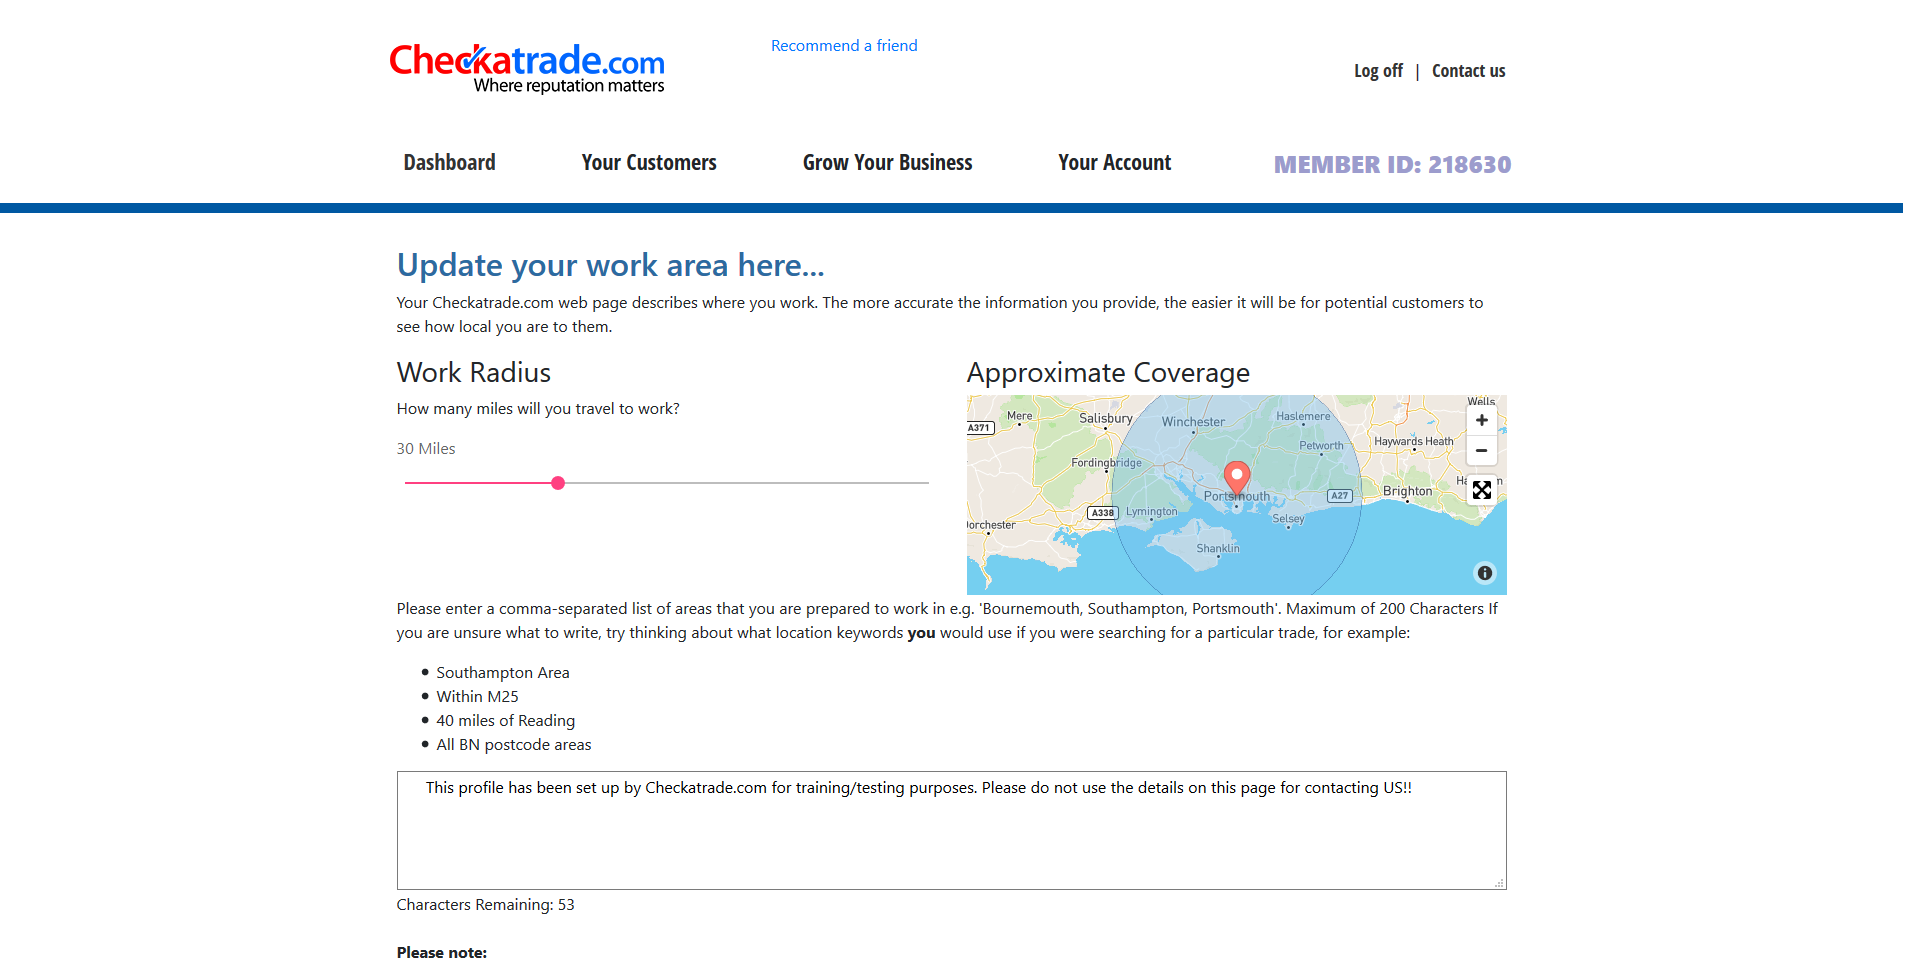 Checkatrade.com
Where reputation matters
Recommend a friend
Log off | Contact us
Dashboard
Your Customers
Grow Your Business
Your Account
MEMBER ID: 218630
Update your work area here...
Your Checkatrade.com web page describes where you work. The more accurate the information you provide, the easier it will be for potential customers to
see how local you are to them.
Work Radius
How many miles will you travel to work?
30 Miles
Approximate Coverage
Wells
Mere
Salisbury
Winchester
Haslemere
A371
Petworth
Haywards Heath
Fordingbridge
Portsmouth
A27
Brighton
A338
Lymington
Selsey
Shanklin
Please enter a comma-separated list of areas that you are prepared to work in e.g. 'Bournemouth, Southampton, Portsmouth'. Maximum of 200 Characters If
you are unsure what to write, try thinking about what location keywords you would use if you were searching for a particular trade, for example:
Southampton Area
Within M25
40 miles of Reading
All BN postcode areas
This profile has been set up by Checkatrade.com for training/testing purposes. Please do not use the details on this page for contacting US!!
Characters Remaining: 53
Please note: